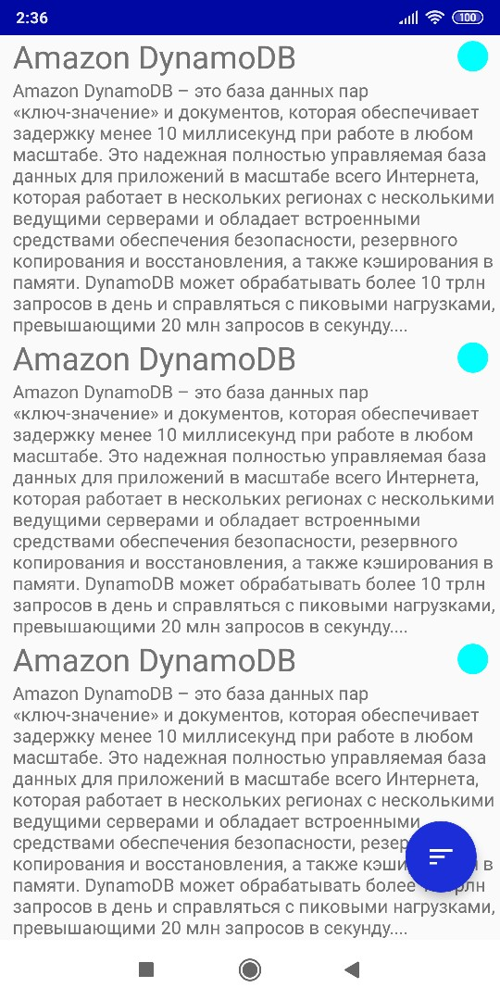 2:36
100
Amazon DynamoDB
Amazon DynamoDB – это база данных пар
«ключ-значение» и документов, которая обеспечивает
задержку менее 10 миллисекунд при работе в любом
масштабе. Это надежная полностью управляемая база
данных для приложений в масштабе всего Интернета,
которая работает в нескольких регионах с несколькими
ведущими серверами и обладает встроенными
средствами обеспечения безопасности, резервного
копирования и восстановления, а также кэширования в
памяти. DynamoDB может обрабатывать более 10 трлн
запросов в день и справляться с пиковыми нагрузками,
превышающими 20 млн запросов в секунду....
Amazon DynamoDB
Amazon DynamoDB – это база данных пар
«ключ-значение» и документов, которая обеспечивает
задержку менее 10 миллисекунд при работе в любом
масштабе. Это надежная полностью управляемая база
данных для приложений в масштабе всего Интернета,
которая работает в нескольких регионах с несколькими
ведущими серверами и обладает встроенными
средствами обеспечения безопасности, резервного
копирования и восстановления, а также кэширования в
памяти. DynamoDB может обрабатывать более 10 трлн
запросов в день и справляться с пиковыми нагрузками,
превышающими 20 млн запросов в секунду....
Amazon DynamoDB
Amazon DynamoDB – это база данных пар
«ключ-значение» и документов, которая обеспечивает
задержку менее 10 миллисекунд при работе в любом
масштабе. Это надежная полностью управляемая база
данных для приложений в масштабе всего Интернета,
которая работает в нескольких регионах с несколькими
ведущими серверами и обладает встроенными
средствами обеспечения безопасности,
копирования и восстановления, а также в
памяти. DynamoDB может обрабатывать более
запросов в день и справляться с пиковыми нагрузками,
превышающими 20 млн запросов в секунду....